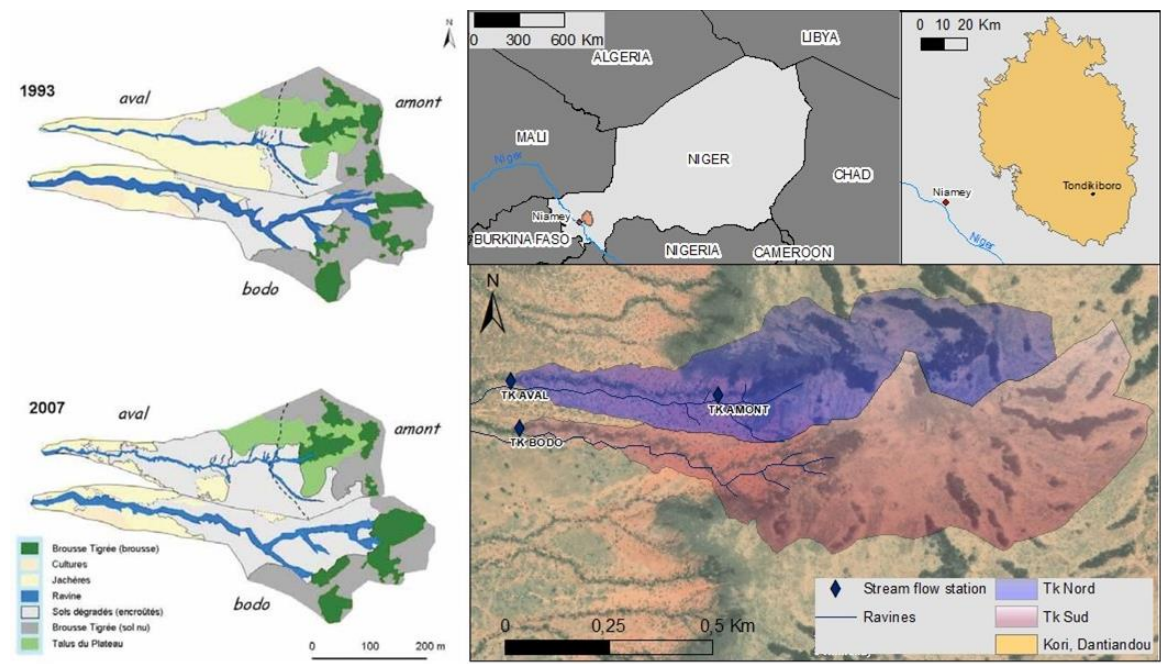 N
1993
aval
amont
bodo
2007
aval
amont
bodo
Brousse Tigrée (brousse)
Cultures
Jachères
Ravine
Sols dégradés (encroûtés)
Brousse Tigrée (sol nu)
Talus du Plateau
0 100 200 m
0 300 600 Km
ALGERIA
LIBYA
MALI
Niger
NIGER
CHAD
Niamey
BURKINA FASO
NIGERIA
CAMEROON
0 10 20 Km
Tondikiboro
Niamey
Niger
N
TK AVAL
TK AMONT
TK BODO
Stream flow station
Ravines
Tk Nord
Tk Sud
Kori, Dantiandou
0 0,25 0,5 Km